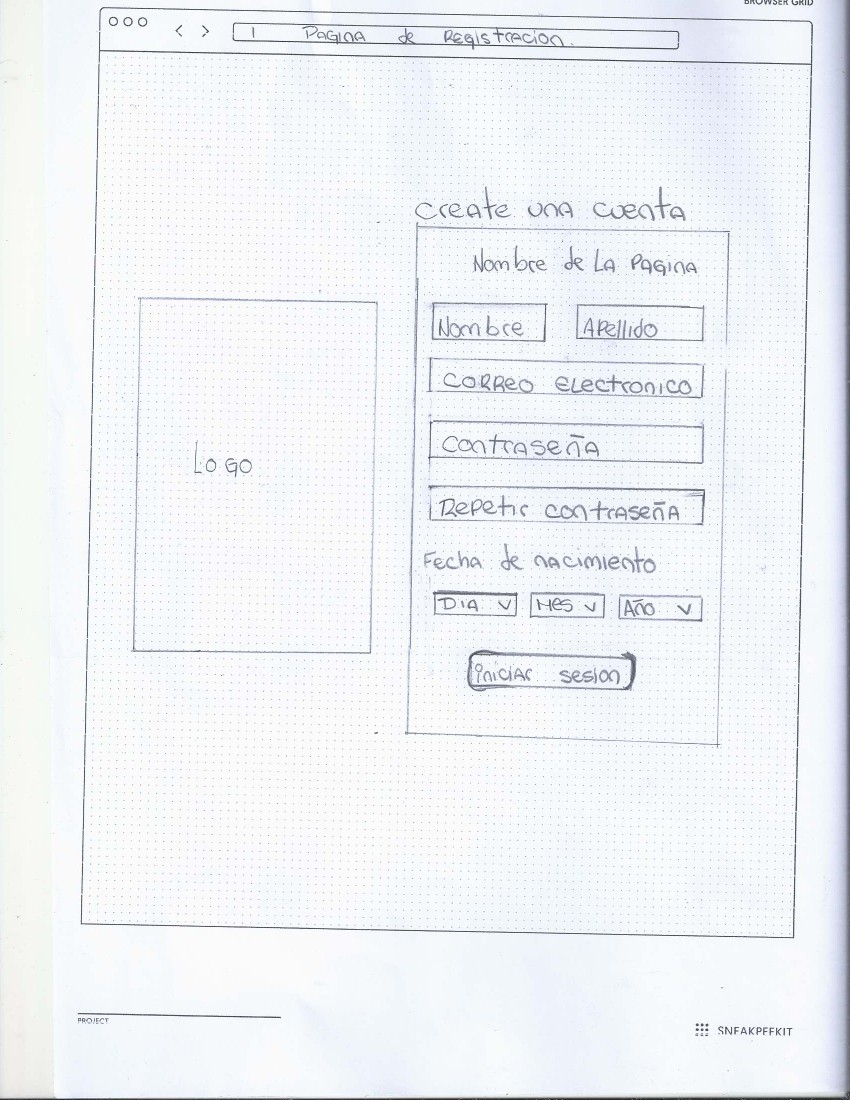 BROWSER GRID
1 Pagina de Registracion.
Create una cuenta
Nombre de La Pagina
Nombre Apellido
Correo Electronico
Contraseña
Repetir contraseña
Fecha de nacimiento
Dia Mes Año
iniciar sesion
Logo
PROJECT
SNEAKPEEKIT